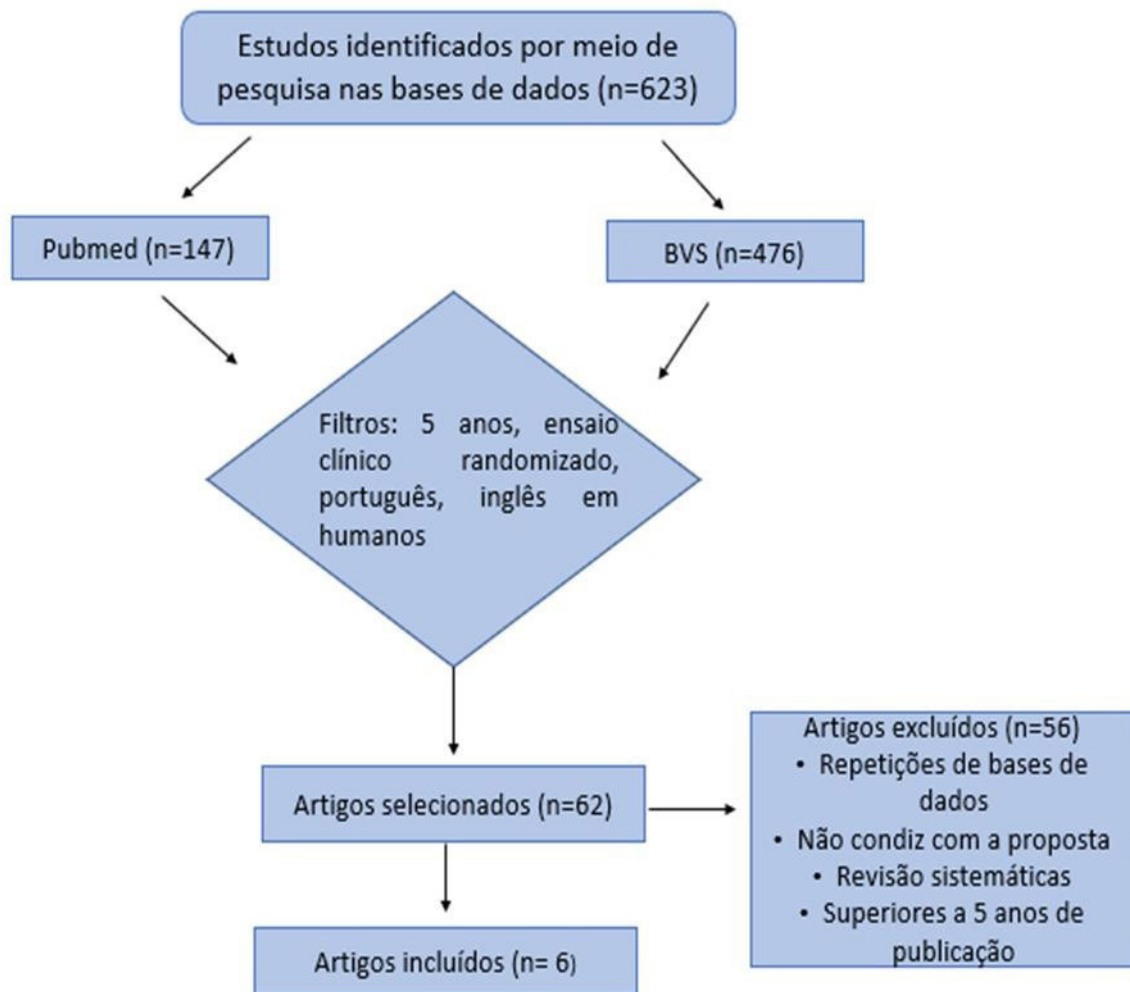 Estudos identificados por meio de
pesquisa nas bases de dados (n=623)
Pubmed (n=147)
BVS (n=476)
Filtros: 5 anos, ensaio
clínico randomizado,
português, inglês em
humanos
Artigos selecionados (n=62)
Artigos excluídos (n=56)
• Repetições de bases de
dados
• Não condiz com a proposta
• Revisão sistemáticas
• Superiores a 5 anos de
publicação
Artigos incluídos (n= 6)